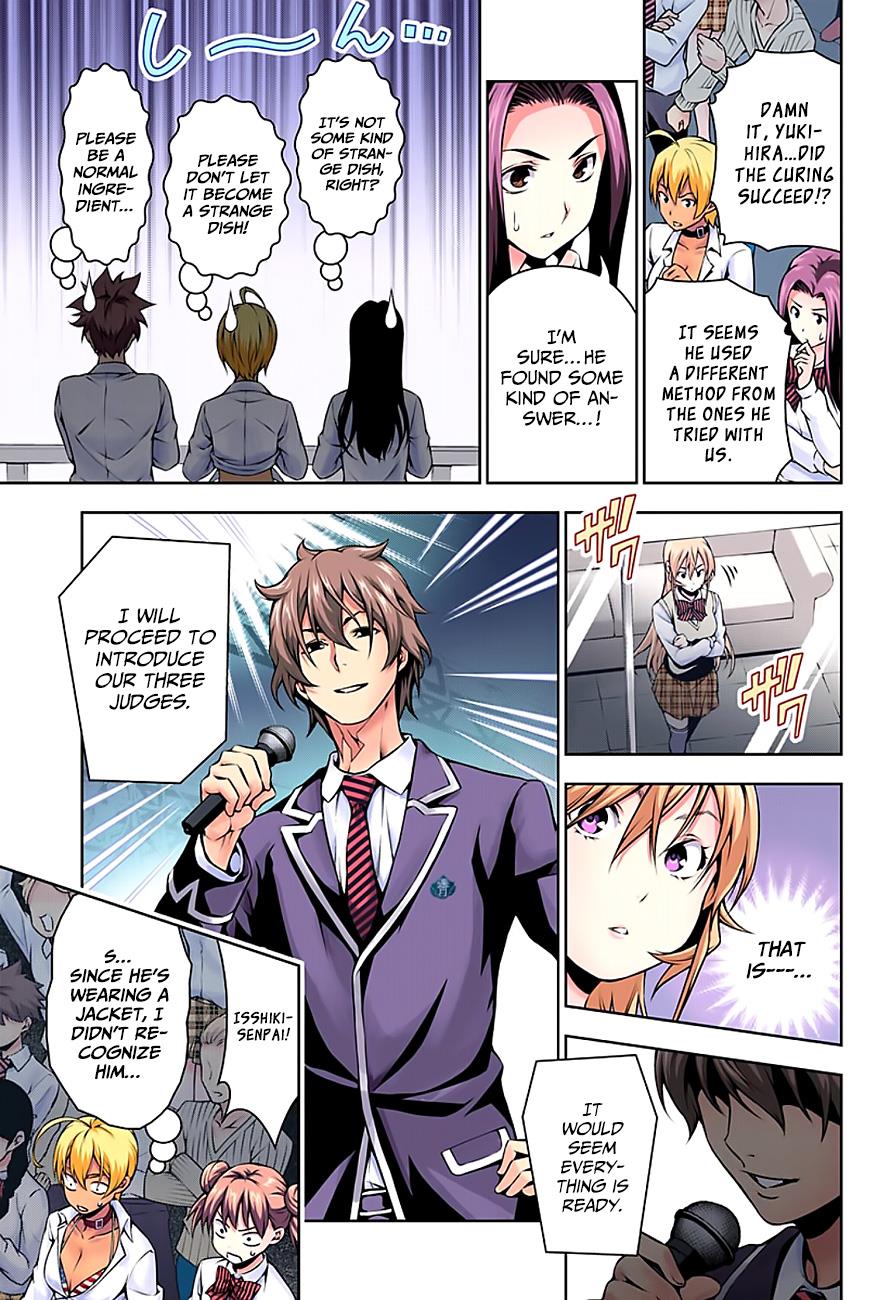 DAMN
IT, YUKI-
HIRA...DID
THE CURING
SUCCEED!?
IT SEEMS
HE USED
A DIFFERENT
METHOD FROM
THE ONES HE
TRIED WITH
US.
I'M
SURE...HE
FOUND SOME
KIND OF AN-
SWER...!
し～ん…
IT'S NOT
SOME KIND
OF STRAN-
GE DISH,
RIGHT?
PLEASE
DON'T LET
IT BECOME
A STRANGE
DISH!
PLEASE
BE A
NORMAL
INGRE-
DIENT...
ザワ
ザワ
THAT
IS---...
IT
WOULD
SEEM
EVERY-
THING IS
READY.
I WILL
PROCEED TO
INTRODUCE
OUR THREE
JUDGES.
ISSHIKI-
SENPAI!
S...
SINCE HE'S
WEARING A
JACKET, I
DIDN'T RE-
COGNIZE
HIM...